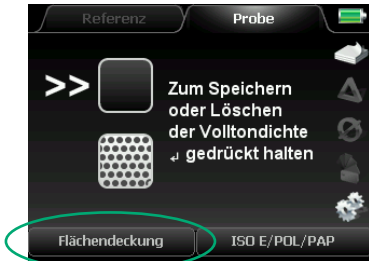 Referenz Probe
>>
Zum Speichern
oder Löschen
der Volltondichte
↵ gedrückt halten
Flächendeckung ISO E/POL/PAP